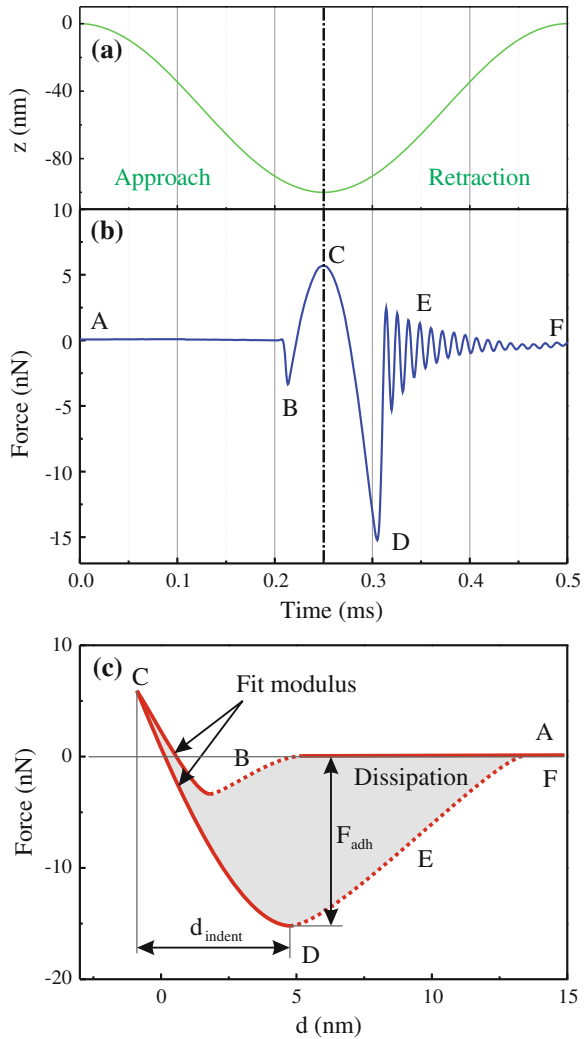 0
(a)
-40
z (nm)
-80
Approach
Retraction
10
(b)
C
5
A
E
F
0
Force (nN)
B
-5
-10
-15
D
0.0 0.1 0.2 0.3 0.4 0.5
Time (ms)
10
(c)
C
Fit modulus
B
A
0
Dissipation
F
Force (nN)
F_adh
E
-10
d_indent
D
-20
0 5 10 15
d (nm)